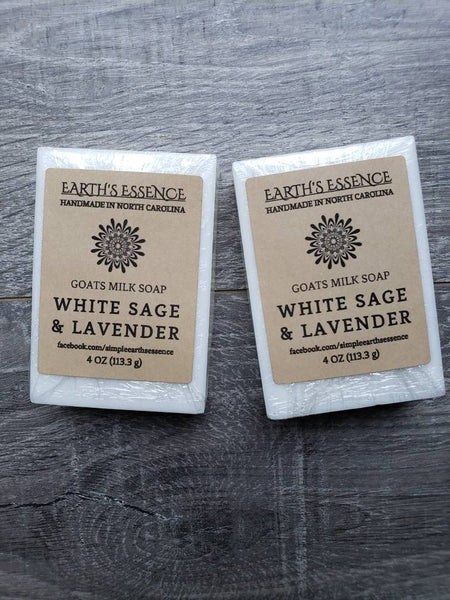 EARTH'S ESSENCE
HANDMADE IN NORTH CAROLINA
GOATS MILK SOAP
WHITE SAGE
& LAVENDER
facebook.com/simpleearthsessence
4 OZ (113.3 g)
EARTH'S ESSENCE
HANDMADE IN NORTH CAROLINA
GOATS MILK SOAP
WHITE SAGE
& LAVENDER
facebook.com/simpleearthsessence
4 OZ (113.3 g)